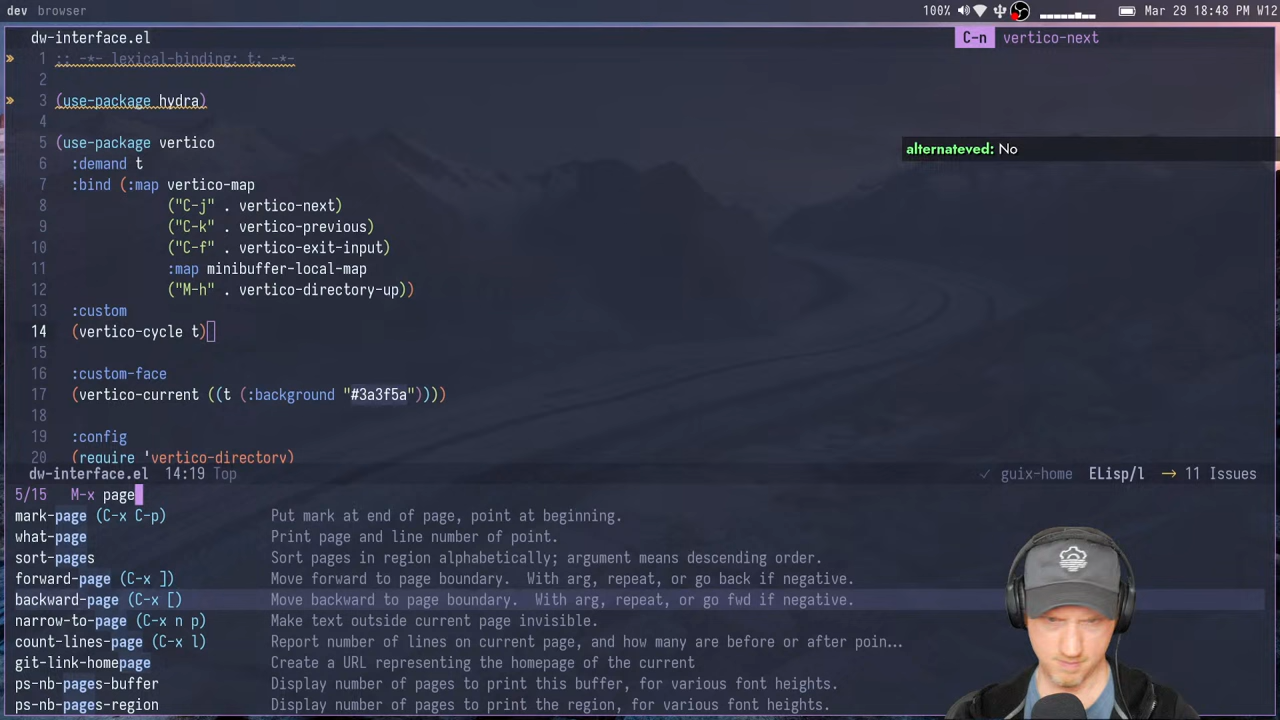 dev browser
100% Mar 29 18:48 PM W12
dw-interface.el
C-n vertico-next
1 ;; -*- lexical-binding: t; -*-
2
3 (use-package hydra)
4
5 (use-package vertico
6 :demand t
7 :bind (:map vertico-map
8 ("C-j" . vertico-next)
9 ("C-k" . vertico-previous)
10 ("C-f" . vertico-exit-input)
11 :map minibuffer-local-map
12 ("M-h" . vertico-directory-up))
13 :custom
14 (vertico-cycle t)
15
16 :custom-face
17 (vertico-current ((t (:background "#3a3f5a"))))
18
19 :config
20 (require 'vertico-directory)
alternateved: No
dw-interface.el 14:19 Top
guix-home ELisp/l → 11 Issues
5/15 M-x page
mark-page (C-x C-p) Put mark at end of page, point at beginning.
what-page Print page and line number of point.
sort-pages Sort pages in region alphabetically; argument means descending order.
forward-page (C-x ]) Move forward to page boundary. With arg, repeat, or go back if negative.
backward-page (C-x [) Move backward to page boundary. With arg, repeat, or go fwd if negative.
narrow-to-page (C-x n p) Make text outside current page invisible.
count-lines-page (C-x l) Report number of lines on current page, and how many are before or after poin...
git-link-homepage Create a URL representing the homepage of the current
ps-nb-pages-buffer Display number of pages to print this buffer, for various font heights.
ps-nb-pages-region Display number of pages to print the region, for various font heights.